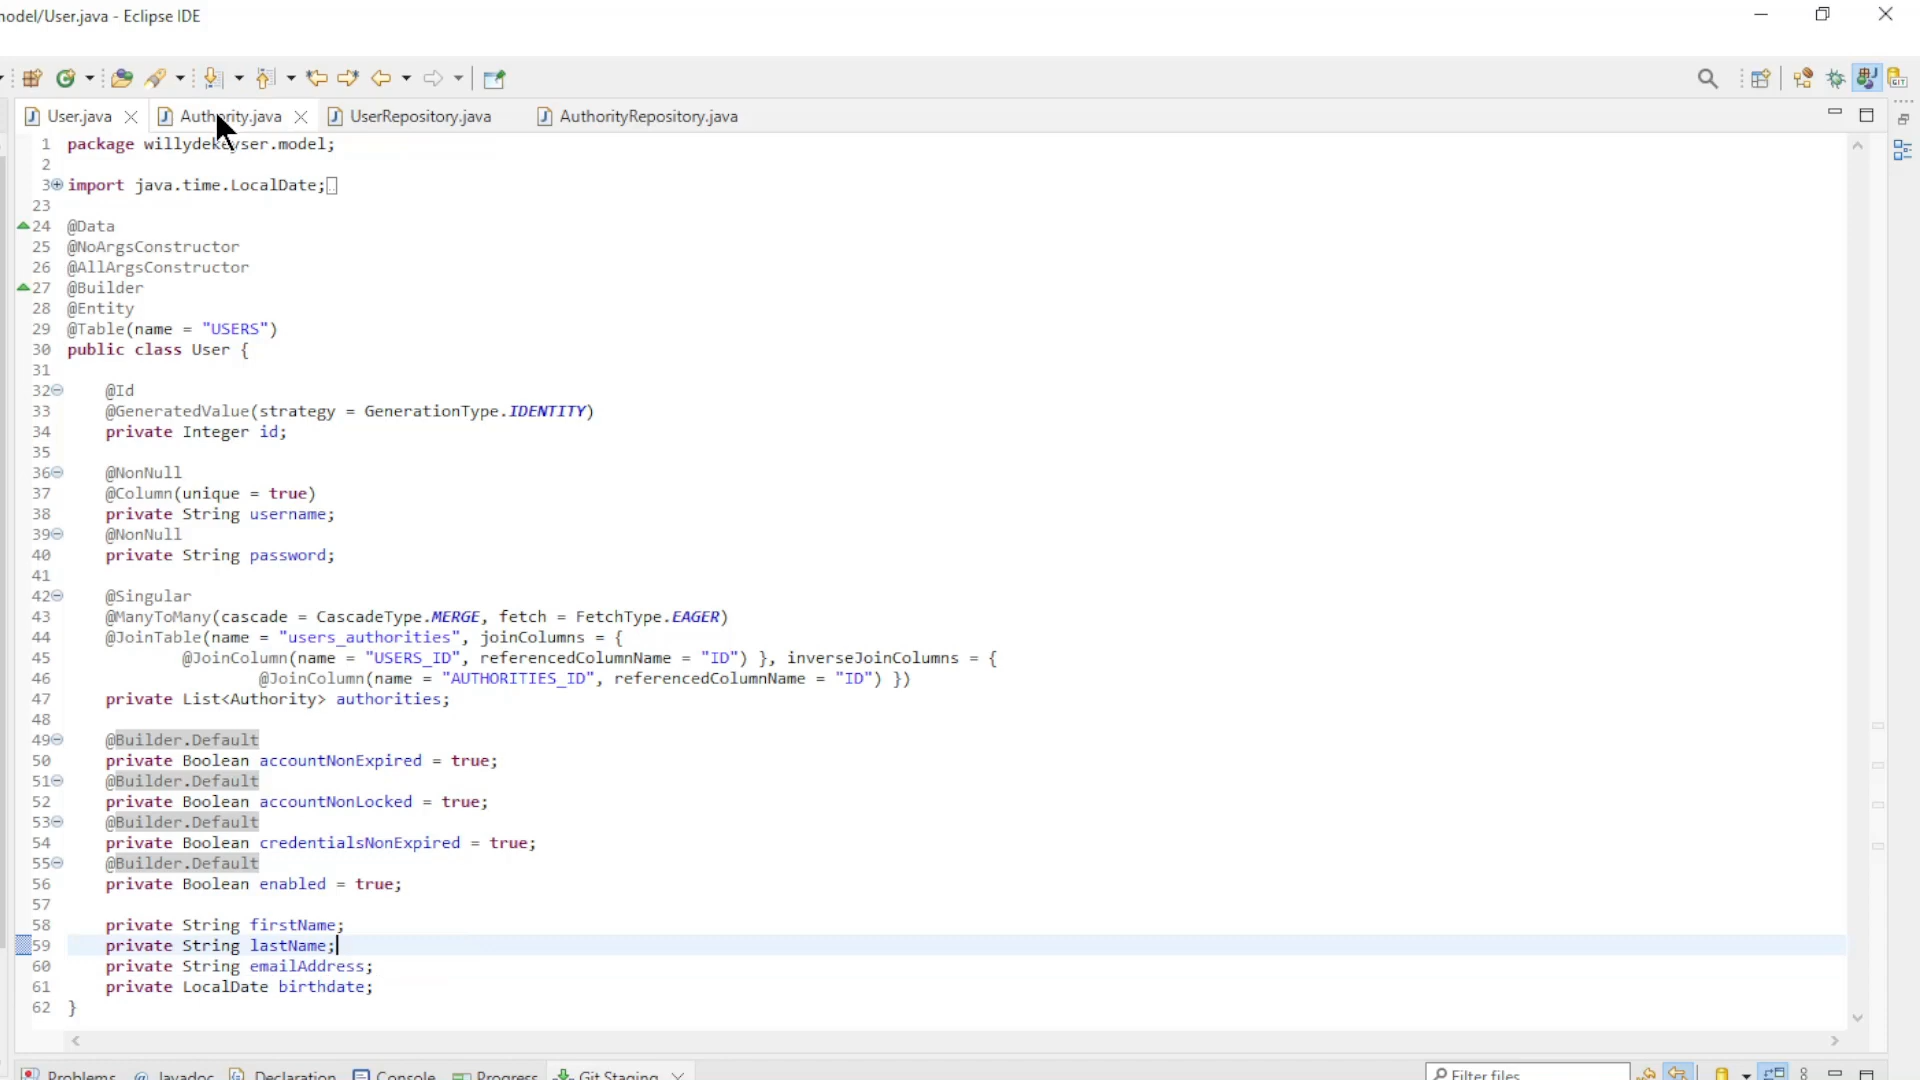 nodel/User.java - Eclipse IDE
User.java
Authority.java
UserRepository.java
AuthorityRepository.java
1 package willydekeyser.model;
2
3 import java.time.LocalDate;
23
24 @Data
25 @NoArgsConstructor
26 @AllArgsConstructor
27 @Builder
28 @Entity
29 @Table(name = "USERS")
30 public class User {
31
32 @Id
33 @GeneratedValue(strategy = GenerationType.IDENTITY)
34 private Integer id;
35
36 @NonNull
37 @Column(unique = true)
38 private String username;
39 @NonNull
40 private String password;
41
42 @Singular
43 @ManyToMany(cascade = CascadeType.MERGE, fetch = FetchType.EAGER)
44 @JoinTable(name = "users_authorities", joinColumns = {
45 @JoinColumn(name = "USERS_ID", referencedColumnName = "ID") }, inverseJoinColumns = {
46 @JoinColumn(name = "AUTHORITIES_ID", referencedColumnName = "ID") })
47 private List<Authority> authorities;
48
49 @Builder.Default
50 private Boolean accountNonExpired = true;
51 @Builder.Default
52 private Boolean accountNonLocked = true;
53 @Builder.Default
54 private Boolean credentialsNonExpired = true;
55 @Builder.Default
56 private Boolean enabled = true;
57
58 private String firstName;
59 private String lastName;
60 private String emailAddress;
61 private LocalDate birthdate;
62 }
Problems
@ Javadoc
Declaration
Console
Progress
Git Staging
Filter files